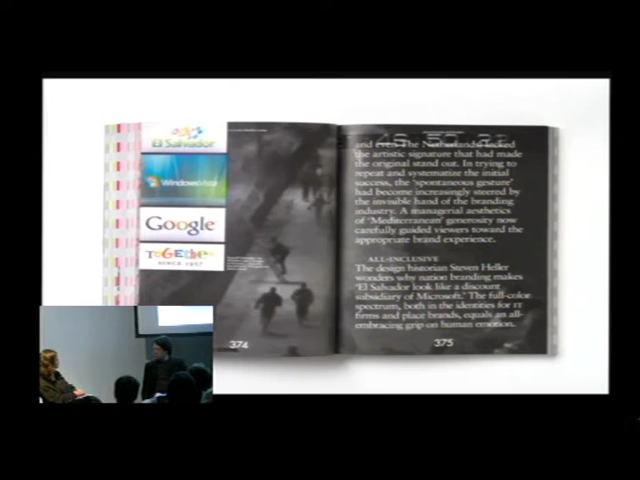 El Salvador
WindowsVista
Google
ToGEther
SINCE 1957
374
and even The Netherlands, lacked
the artistic signature that had made
the original stand out. In trying to
repeat and systematize the initial
success, the 'spontaneous gesture'
had become increasingly steered by
the invisible hand of the branding
industry. A managerial aesthetics
of 'Mediterranean' generosity now
carefully guided viewers toward the
appropriate brand experience.
ALL-INCLUSIVE
The design historian Steven Heller
wonders why nation branding makes
'El Salvador look like a discount
subsidiary of Microsoft.' The full-color
spectrum, both in the identities for IT
firms and place brands, equals an all-
embracing grip on human emotion.
375